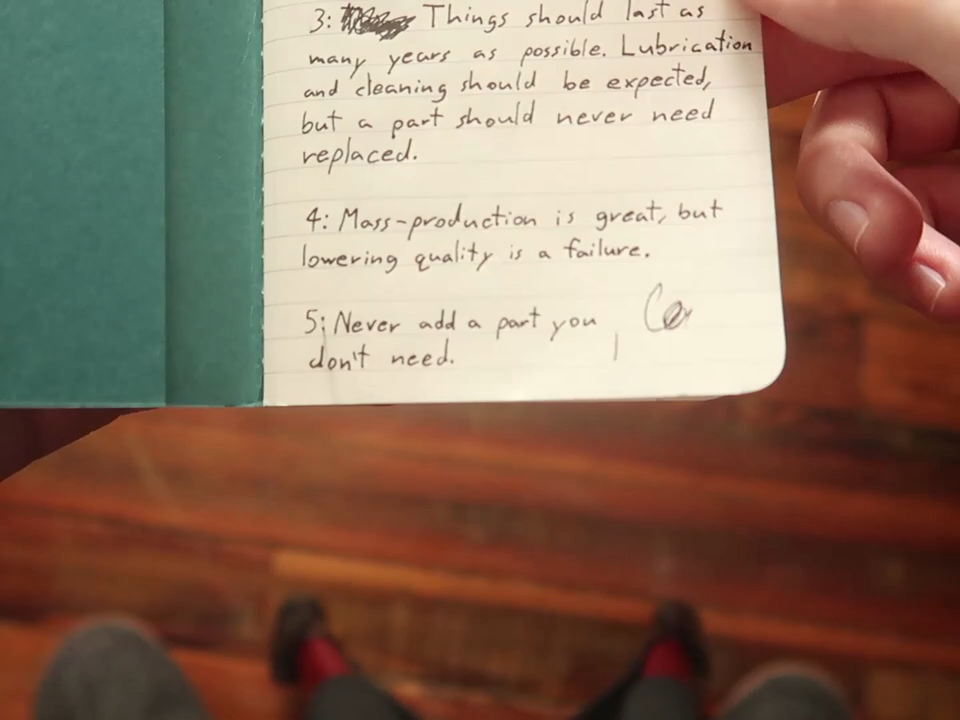 3: Things should last as
many years as possible. Lubrication
and cleaning should be expected,
but a part should never need
replaced.
4: Mass-production is great, but
lowering quality is a failure.
5: Never add a part you
don't need.